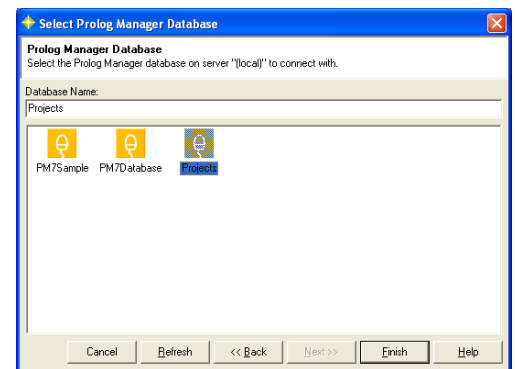 Select Prolog Manager Database
Prolog Manager Database
Select the Prolog Manager database on server "(local)" to connect with.
Database Name:
Projects
PM7Sample PM7Database Projects
Cancel Refresh << Back Next >> Finish Help